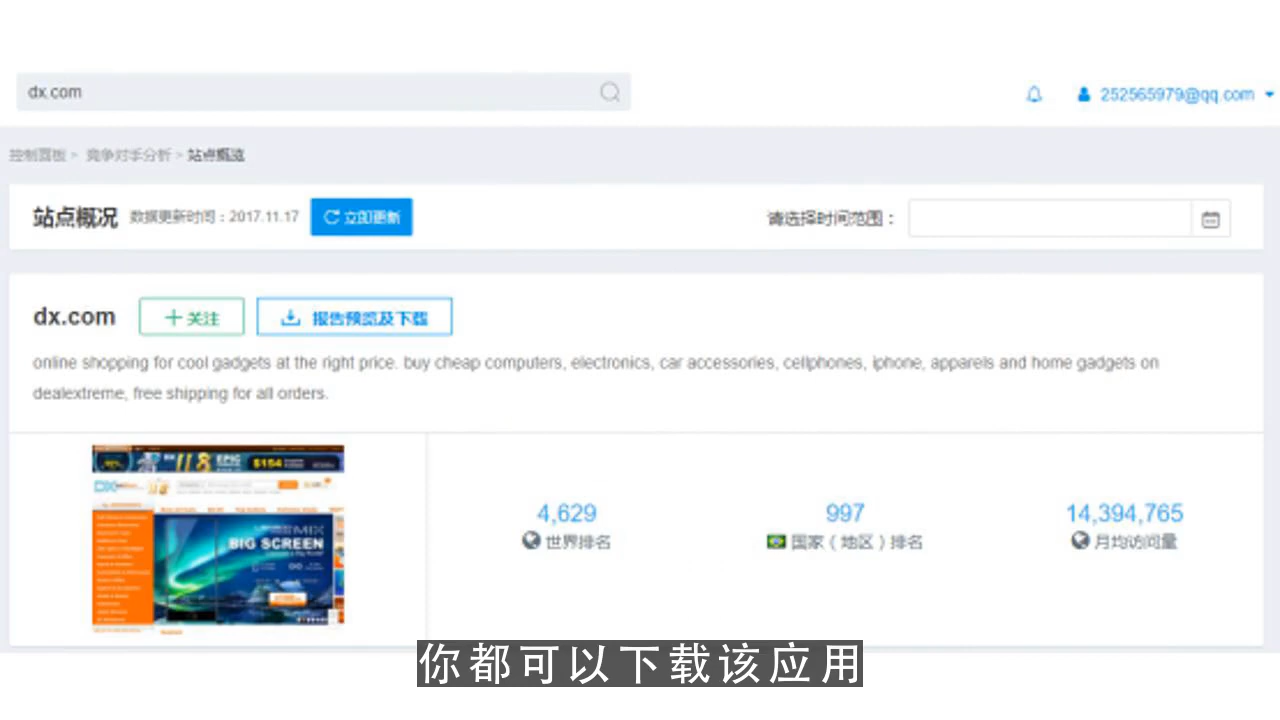 dx.com
252565979@qq.com
控制面板 > 竞争对手分析 > 站点概览
站点概况 数据更新时间：2017.11.17 立即更新 请选择时间范围：
dx.com 关注 报告预览及下载
online shopping for cool gadgets at the right price. buy cheap computers, electronics, car accessories, cellphones, iphone, apparels and home gadgets on
dealextreme, free shipping for all orders.
DX
EPIC
$154
BIG SCREEN
4,629
世界排名
997
国家（地区）排名
14,394,765
月均访问量
你都可以下载该应用